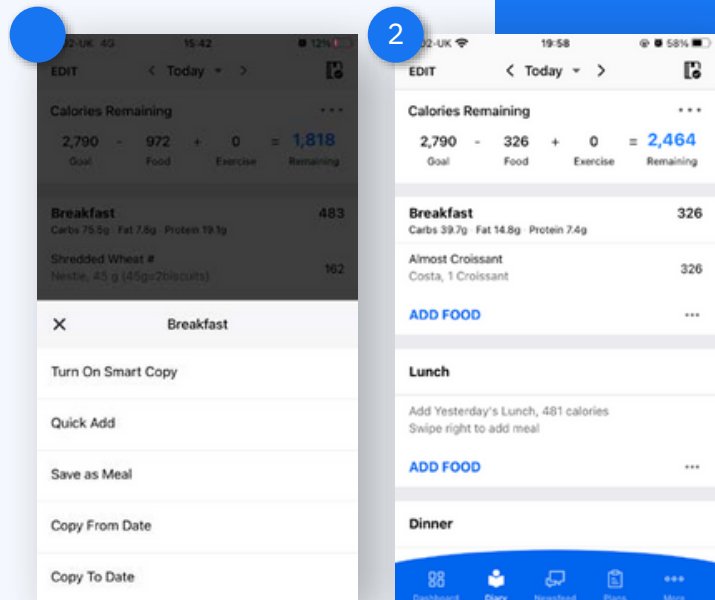 O2-UK 4G 15:42 12%
EDIT < Today >
Calories Remaining ...
2,790 - 972 + 0 = 1,818
Goal Food Exercise Remaining
Breakfast 483
Carbs 75.5g Fat 7.8g Protein 19.1g
Shredded Wheat # 162
Nestle, 45 g (45g=2biscuits)
× Breakfast
Turn On Smart Copy
Quick Add
Save as Meal
Copy From Date
Copy To Date
2
O2-UK 19:58 58%
EDIT < Today >
Calories Remaining ...
2,790 - 326 + 0 = 2,464
Goal Food Exercise Remaining
Breakfast 326
Carbs 39.7g · Fat 14.8g · Protein 7.4g
Almost Croissant 326
Costa, 1 Croissant
ADD FOOD ...
Lunch
Add Yesterday's Lunch, 481 calories
Swipe right to add meal
ADD FOOD ...
Dinner
Dashboard Diary Newsfeed Plans More